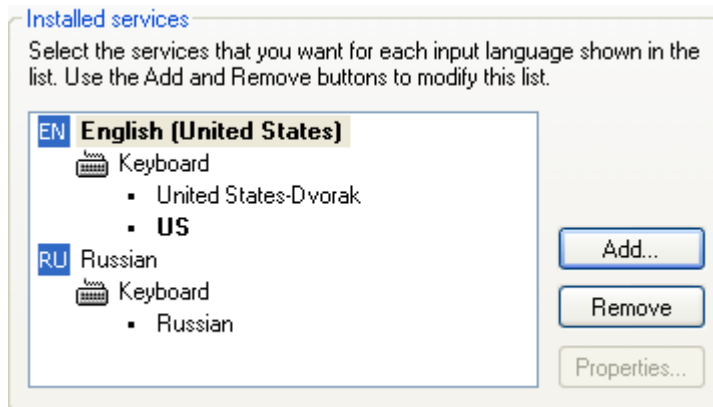 Installed services
Select the services that you want for each input language shown in the
list. Use the Add and Remove buttons to modify this list.
EN English (United States)
Keyboard
▪ United States-Dvorak
▪ US
RU Russian
Keyboard
▪ Russian
Add...
Remove
Properties...